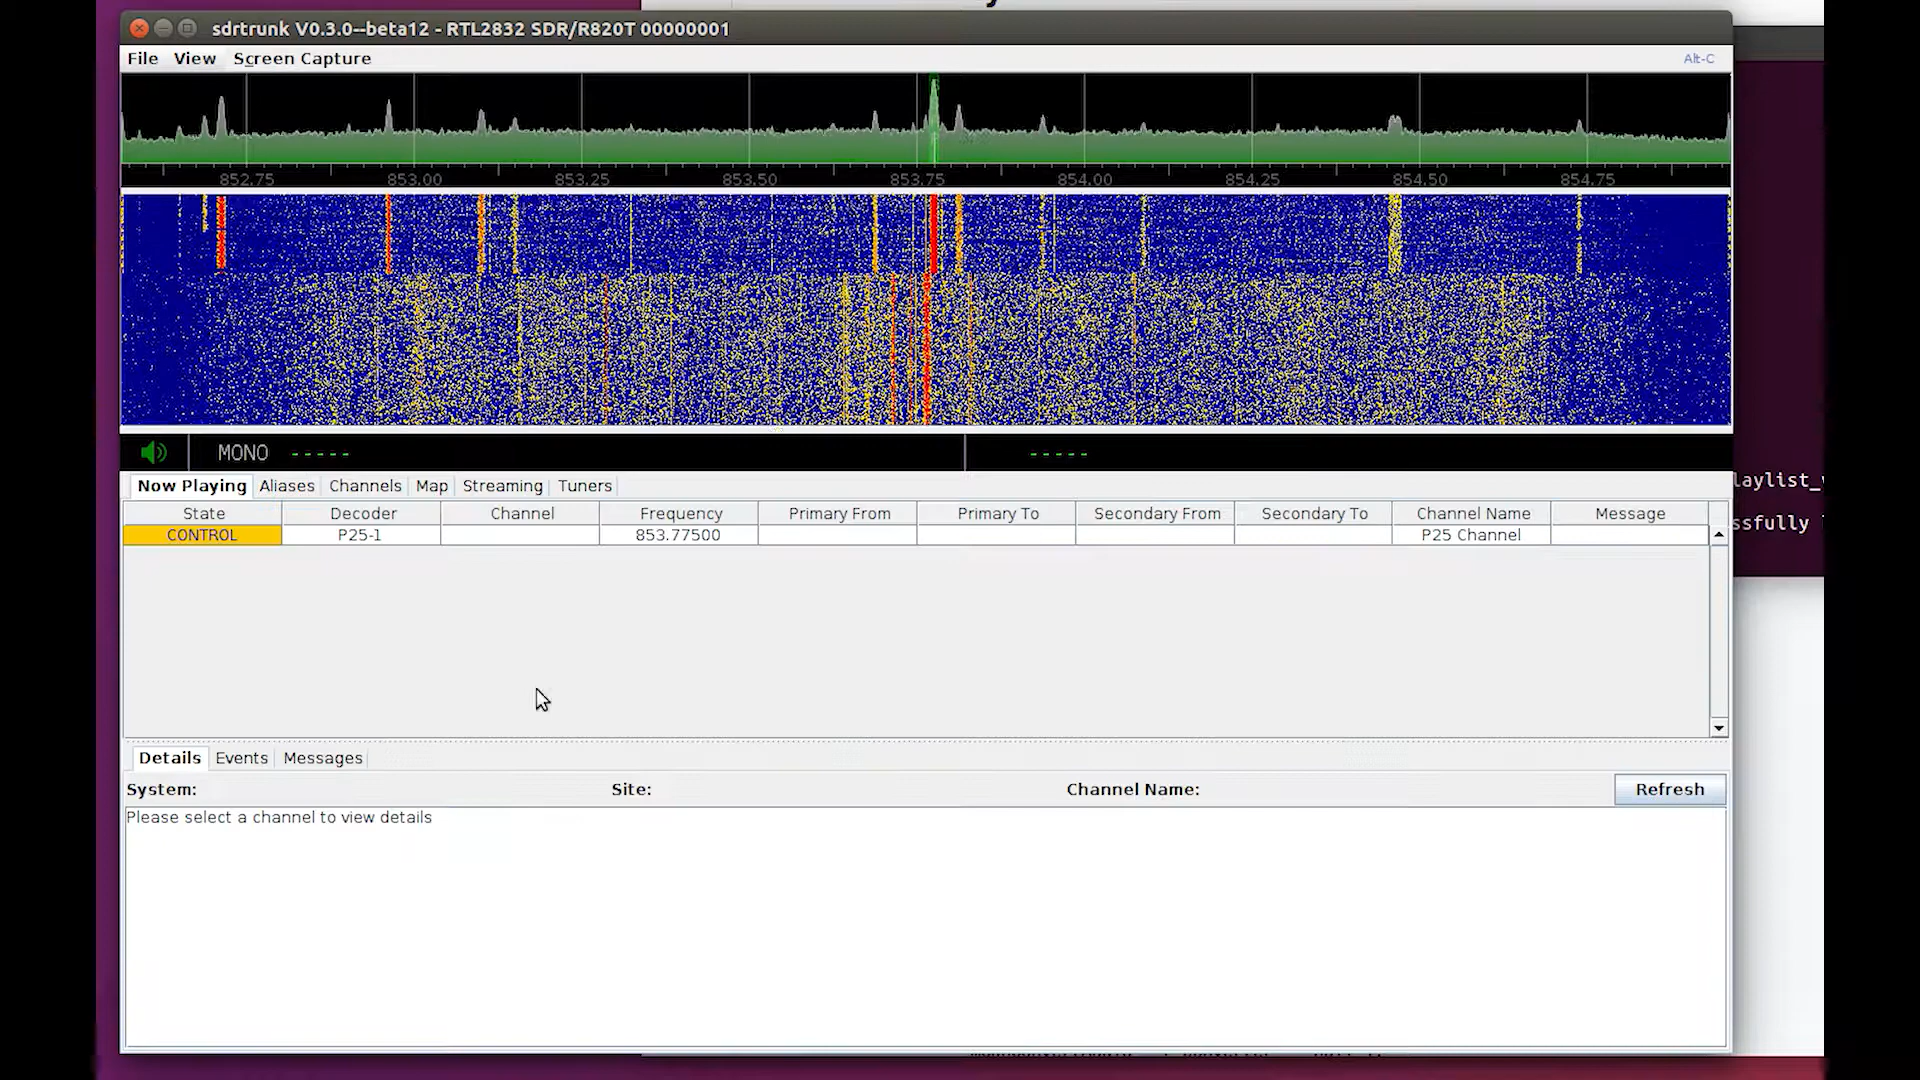 sdrtrunk V0.3.0--beta12 - RTL2832 SDR/R820T 00000001
File View Screen Capture Alt-C
852.75 853.00 853.25 853.50 853.75 854.00 854.25 854.50 854.75
MONO ----- -----
Now Playing Aliases Channels Map Streaming Tuners
laylist_
State Decoder Channel Frequency Primary From Primary To Secondary From Secondary To Channel Name Message
ssfully
CONTROL P25-1 853.77500 P25 Channel
Details Events Messages
System: Site: Channel Name: Refresh
Please select a channel to view details